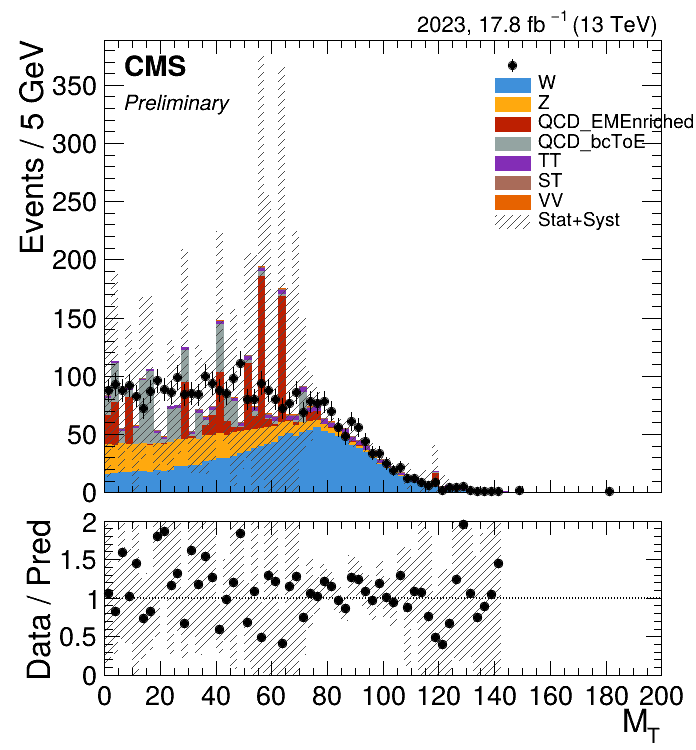 2023, 17.8 fb⁻¹ (13 TeV)
CMS
Preliminary
Events / 5 GeV
350
300
250
200
150
100
50
0
W
Z
QCD_EMEnriched
QCD_bcToE
TT
ST
VV
Stat+Syst
Data / Pred
2
1.5
1
0.5
0
0 20 40 60 80 100 120 140 160 180 200
M_T